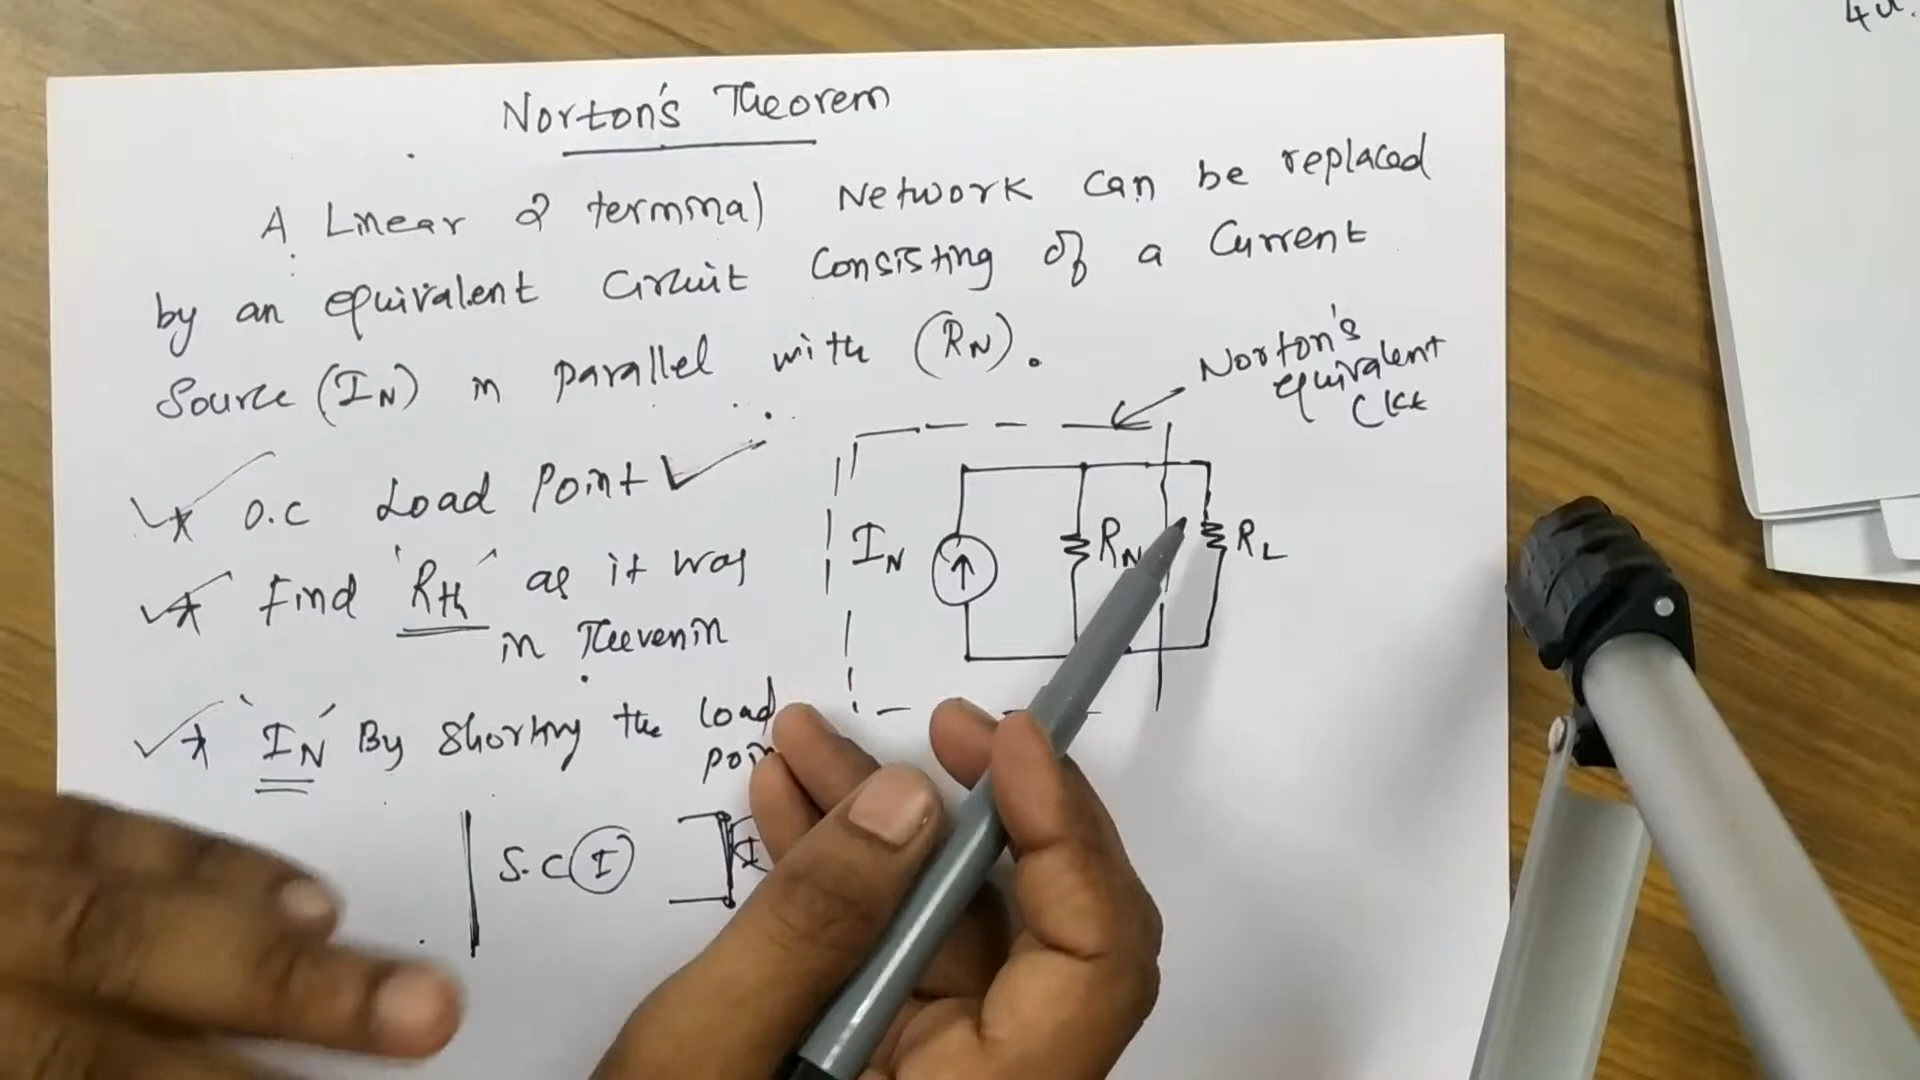 Norton's Theorem
A Linear 2 terminal Network can be replaced
by an equivalent Circuit Consisting of a Current
Source (IN) in parallel with (RN).
Norton's
equivalent
Ckt
* O.C Load Point
* Find 'Rth' as it was
in Thevenin
* 'IN' By Shorting the load
S.C I
I
IN
RN
RL